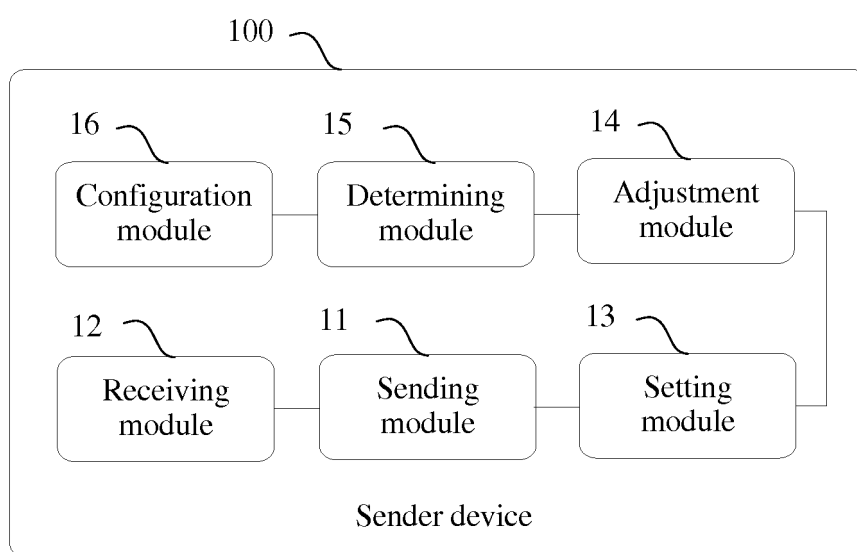 100
16
15
14
Configuration
module
Determining
module
Adjustment
module
12
11
13
Receiving
module
Sending
module
Setting
module
Sender device